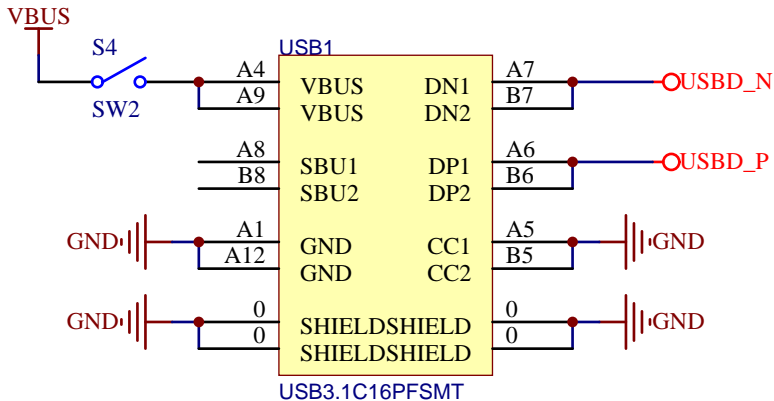 VBUS
USB1
S4
SW2
A4 VBUS DN1 A7
A9 VBUS DN2 B7
USBD_N
A8 SBU1 DP1 A6
B8 SBU2 DP2 B6
USBD_P
A1 GND CC1 A5
GND GND
A12 GND CC2 B5
0 SHIELDSHIELD 0
GND GND
0 SHIELDSHIELD 0
USB3.1C16PFSMT